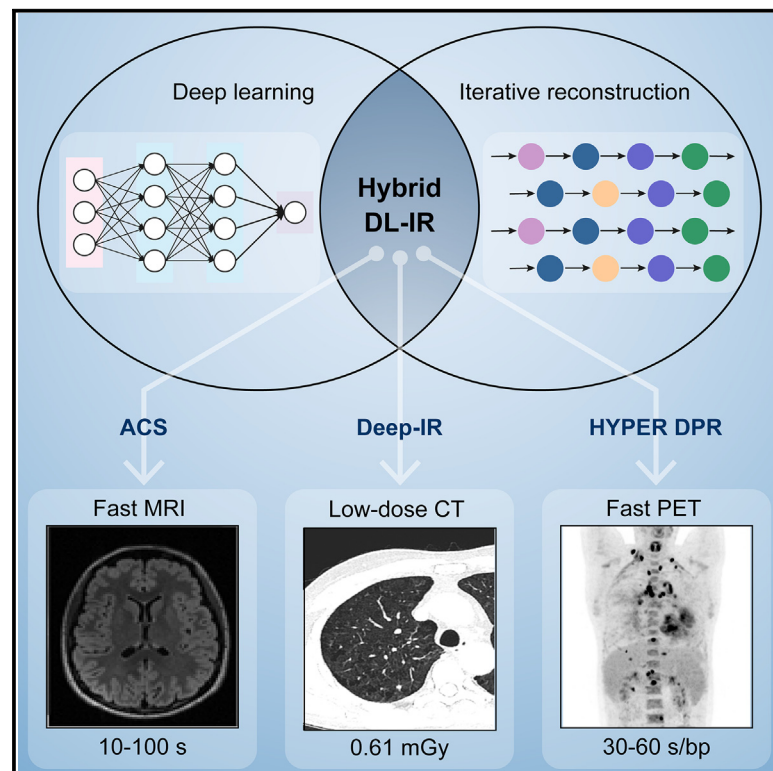 Deep learning
Iterative reconstruction
Hybrid
DL-IR
ACS
Deep-IR
HYPER DPR
Fast MRI
Low-dose CT
Fast PET
10-100 s
0.61 mGy
30-60 s/bp